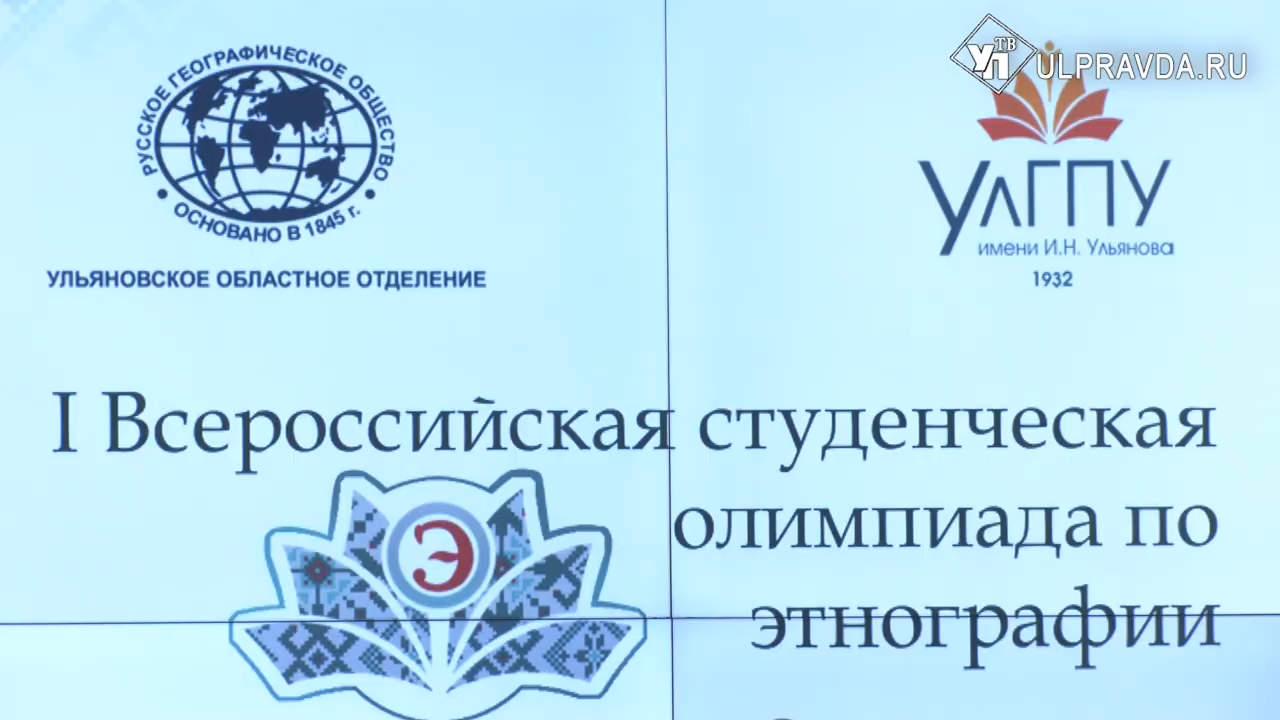 РУССКОЕ ГЕОГРАФИЧЕСКОЕ ОБЩЕСТВО
ОСНОВАНО В 1845 г.
УЛЬЯНОВСКОЕ ОБЛАСТНОЕ ОТДЕЛЕНИЕ
УП ТВ
ULPRAVDA.RU
УлГПУ
имени И.Н. Ульянова
1932
I Всероссийская студенческая
олимпиада по
этнографии
Э